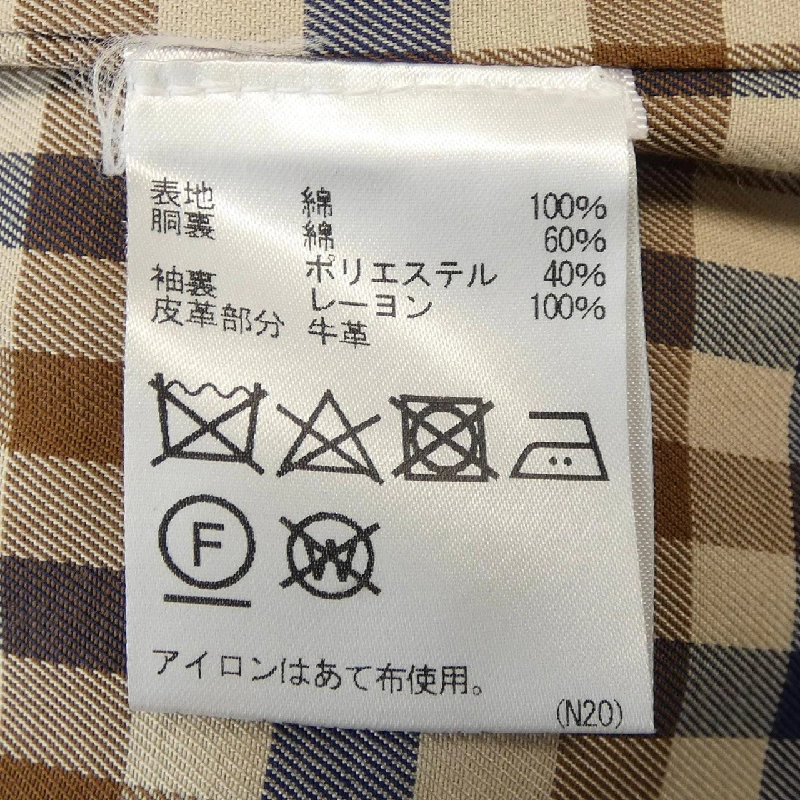 表地 綿 100%
胴裏 綿 60%
ポリエステル 40%
袖裏 レーヨン 100%
皮革部分 牛革
F W
アイロンはあて布使用。
(N20)